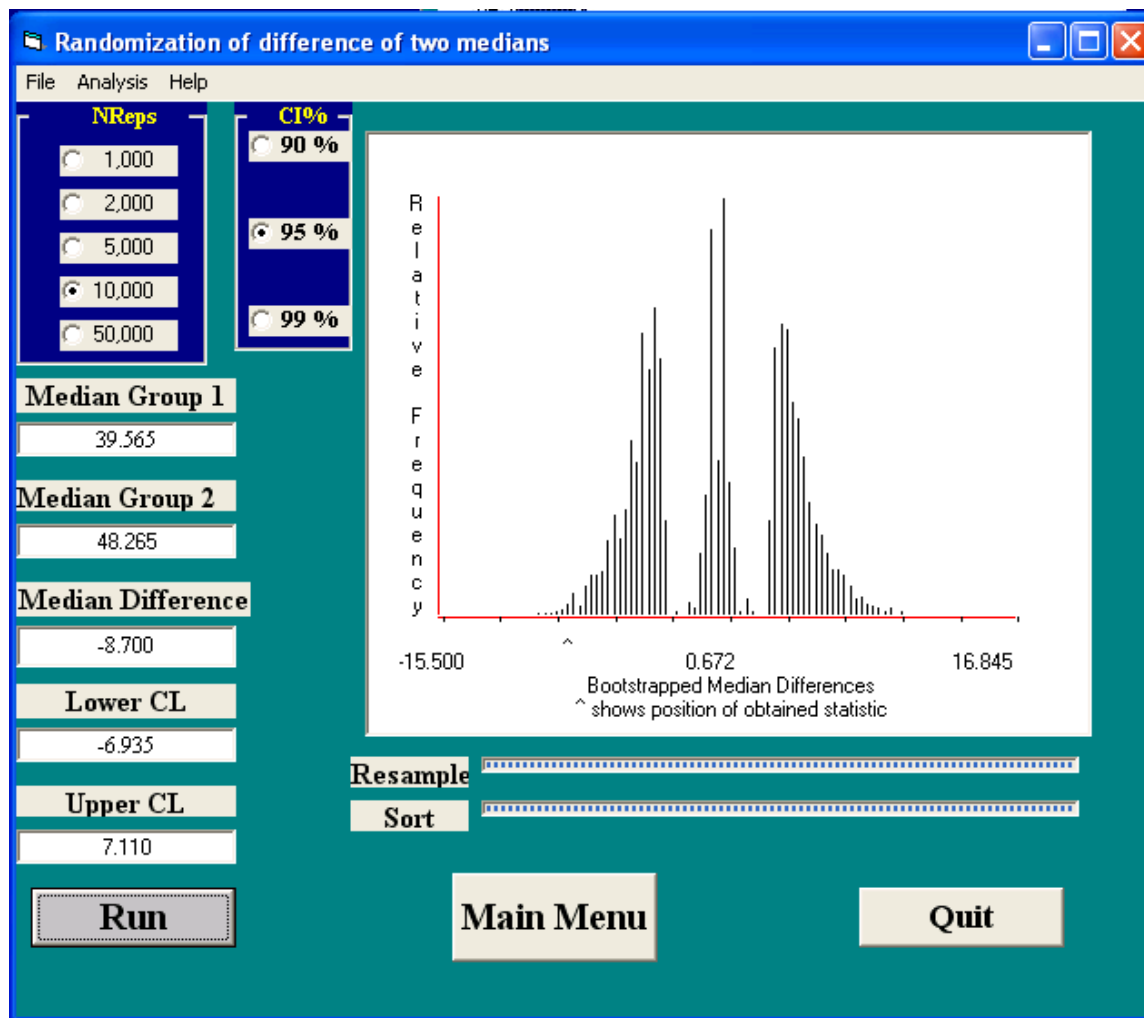 Randomization of difference of two medians
File Analysis Help
NReps
1,000
2,000
5,000
10,000
50,000
CI%
90 %
95 %
99 %
Median Group 1
39.565
Median Group 2
48.265
Median Difference
-8.700
Lower CL
-6.935
Upper CL
7.110
Relative Frequency
-15.500 0.672 16.845
Bootstrapped Median Differences
^ shows position of obtained statistic
Resample
Sort
Run
Main Menu
Quit